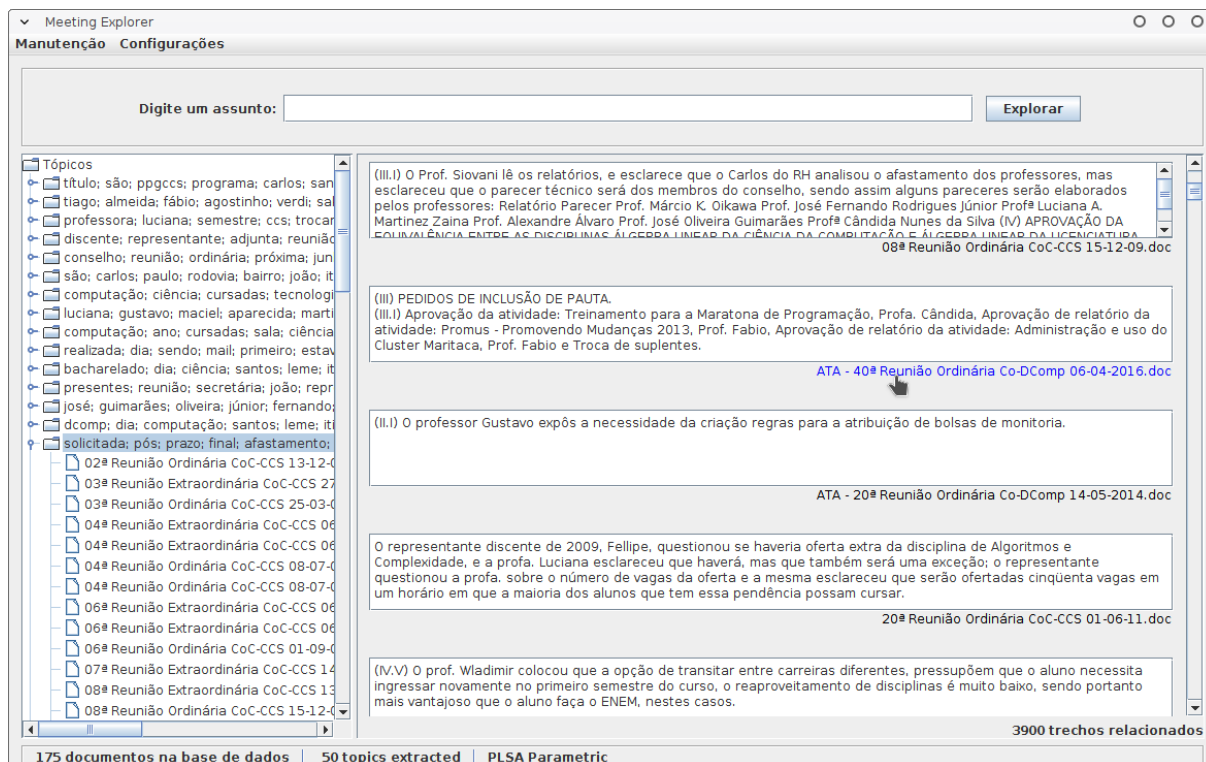 Meeting Explorer
Manutenção Configurações
Digite um assunto:
Explorar
Tópicos
título; são; ppgccs; programa; carlos; san
tiago; almeida; fábio; agostinho; verdi; sal
professora; luciana; semestre; ccs; trocar
discente; representante; adjunta; reunião
conselho; reunião; ordinária; próxima; jun
são; carlos; paulo; rodovia; bairro; joão; it
computação; ciência; cursadas; tecnologi
luciana; gustavo; maciel; aparecida; marti
computação; ano; cursadas; sala; ciência
realizada; dia; sendo; mail; primeiro; estav
bacharelado; dia; ciência; santos; leme; it
presentes; reunião; secretária; joão; repr
josé; guimarães; oliveira; júnior; fernando;
dcomp; dia; computação; santos; leme; iti
solicitada; pós; prazo; final; afastamento;
02ª Reunião Ordinária CoC-CCS 13-12-0
03ª Reunião Extraordinária CoC-CCS 27
03ª Reunião Ordinária CoC-CCS 25-03-0
04ª Reunião Extraordinária CoC-CCS 06
04ª Reunião Extraordinária CoC-CCS 06
04ª Reunião Ordinária CoC-CCS 08-07-0
04ª Reunião Ordinária CoC-CCS 08-07-0
06ª Reunião Extraordinária CoC-CCS 06
06ª Reunião Extraordinária CoC-CCS 06
06ª Reunião Ordinária CoC-CCS 01-09-0
07ª Reunião Extraordinária CoC-CCS 14
08ª Reunião Extraordinária CoC-CCS 13
08ª Reunião Ordinária CoC-CCS 15-12-0
(III.I) O Prof. Siovani lê os relatórios, e esclarece que o Carlos do RH analisou o afastamento dos professores, mas
esclareceu que o parecer técnico será dos membros do conselho, sendo assim alguns pareceres serão elaborados
pelos professores: Relatório Parecer Prof. Márcio K. Oikawa Prof. José Fernando Rodrigues Júnior Profª Luciana A.
Martinez Zaina Prof. Alexandre Álvaro Prof. José Oliveira Guimarães Profª Cândida Nunes da Silva (IV) APROVAÇÃO DA
EQUIVALÊNCIA ENTRE AS DISCIPLINAS ÁLGEBRA LINEAR DA CIÊNCIA DA COMPUTAÇÃO E ÁLGEBRA LINEAR DA LICENCIATURA
08ª Reunião Ordinária CoC-CCS 15-12-09.doc
(III) PEDIDOS DE INCLUSÃO DE PAUTA.
(III.I) Aprovação da atividade: Treinamento para a Maratona de Programação, Profa. Cândida, Aprovação de relatório da
atividade: Promus - Promovendo Mudanças 2013, Prof. Fabio, Aprovação de relatório da atividade: Administração e uso do
Cluster Maritaca, Prof. Fabio e Troca de suplentes.
ATA - 40ª Reunião Ordinária Co-DComp 06-04-2016.doc
(II.I) O professor Gustavo expôs a necessidade da criação regras para a atribuição de bolsas de monitoria.
ATA - 20ª Reunião Ordinária Co-DComp 14-05-2014.doc
O representante discente de 2009, Fellipe, questionou se haveria oferta extra da disciplina de Algoritmos e
Complexidade, e a profa. Luciana esclareceu que haverá, mas que também será uma exceção; o representante
questionou a profa. sobre o número de vagas da oferta e a mesma esclareceu que serão ofertadas cinqüenta vagas em
um horário em que a maioria dos alunos que tem essa pendência possam cursar.
20ª Reunião Ordinária CoC-CCS 01-06-11.doc
(IV.V) O prof. Wladimir colocou que a opção de transitar entre carreiras diferentes, pressupõem que o aluno necessita
ingressar novamente no primeiro semestre do curso, o reaproveitamento de disciplinas é muito baixo, sendo portanto
mais vantajoso que o aluno faça o ENEM, nestes casos.
3900 trechos relacionados
175 documentos na base de dados 50 topics extracted PLSA Parametric